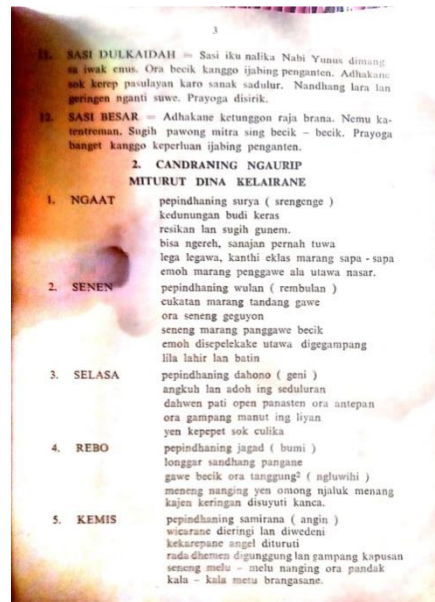 3
11. SASI DULKAIDAH = Sasi iku nalika Nabi Yunus dimang
sa iwak enus. Ora becik kanggo ijabing penganten. Adhakane
sok kerep pasulayan karo sanak sadulur. Nandhang lara lan
geringen nganti suwe. Prayoga disirik.
12. SASI BESAR = Adhakane ketunggon raja brana. Nemu ka-
tentreman. Sugih pawong mitra sing becik – becik. Prayoga
banget kanggo keperluan ijabing penganten.
2. CANDRANING NGAURIP
MITURUT DINA KELAIRANE
1. NGAAT pepindhaning surya ( srengenge )
kedunungan budi keras
resikan lan sugih gunem.
bisa ngereh, sanajan pernah tuwa
lega legawa, kanthi eklas marang sapa - sapa
emoh marang penggawe ala utawa nasar.
2. SENEN pepindhaning wulan ( rembulan )
cukatan marang tandang gawe
ora seneng geguyon
seneng marang panggawe becik
emoh disepelekake utawa digegampang
lila lahir lan batin
3. SELASA pepindhaning dahono ( geni )
angkuh lan adoh ing seduluran
dahwen pati open panasten ora antepan
ora gampang manut ing liyan
yen kepepet sok culika
4. REBO pepindhaning jagad ( bumi )
longgar sandhang pangane
gawe becik ora tanggung² ( ngluwihi )
meneng nanging yen omong njaluk menang
kajen keringan disuyuti kanca.
5. KEMIS pepindhaning samirana ( angin )
wicarane dieringi lan diwedeni
kekarepane angel dituruti
rada dhemen digunggung lan gampang kapusan
seneng melu – melu nanging ora pandak
kala – kala metu brangasane.